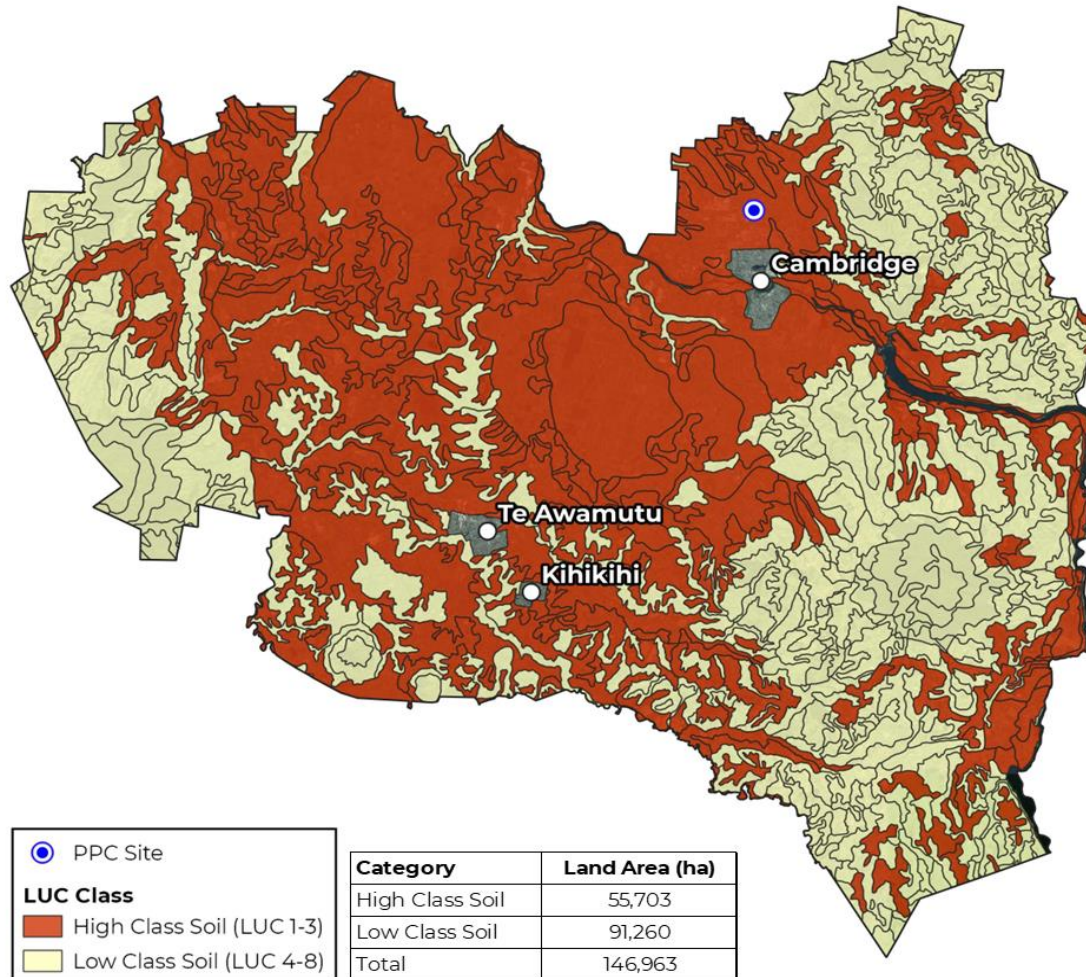 Cambridge
Te Awamutu
Kihikihi
PPC Site
LUC Class
High Class Soil (LUC 1-3)
Low Class Soil (LUC 4-8)
Category Land Area (ha)
High Class Soil 55,703
Low Class Soil 91,260
Total 146,963